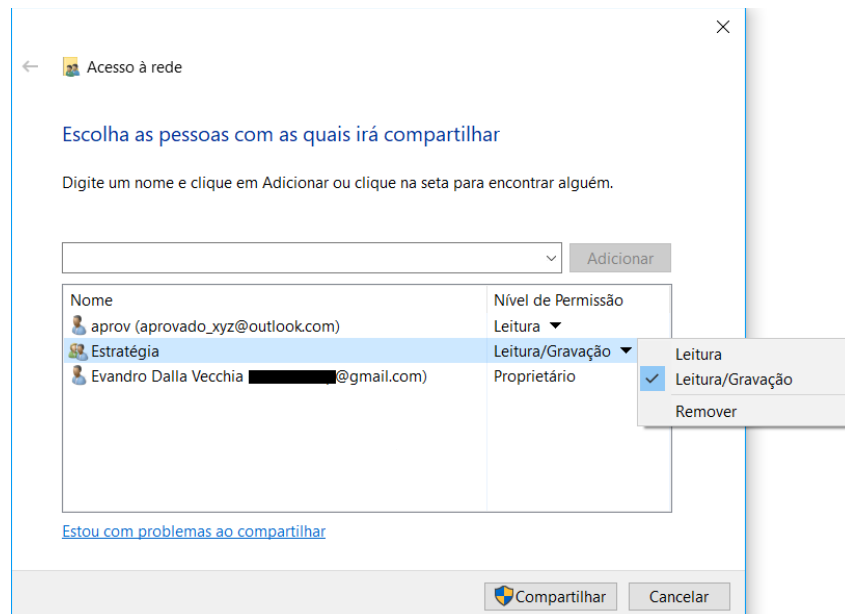 Acesso à rede
Escolha as pessoas com as quais irá compartilhar
Digite um nome e clique em Adicionar ou clique na seta para encontrar alguém.
Adicionar
Nome Nível de Permissão
aprov (aprovado_xyz@outlook.com) Leitura
Estratégia Leitura/Gravação
Evandro Dalla Vecchia @gmail.com) Proprietário
Leitura
Leitura/Gravação
Remover
Estou com problemas ao compartilhar
Compartilhar Cancelar